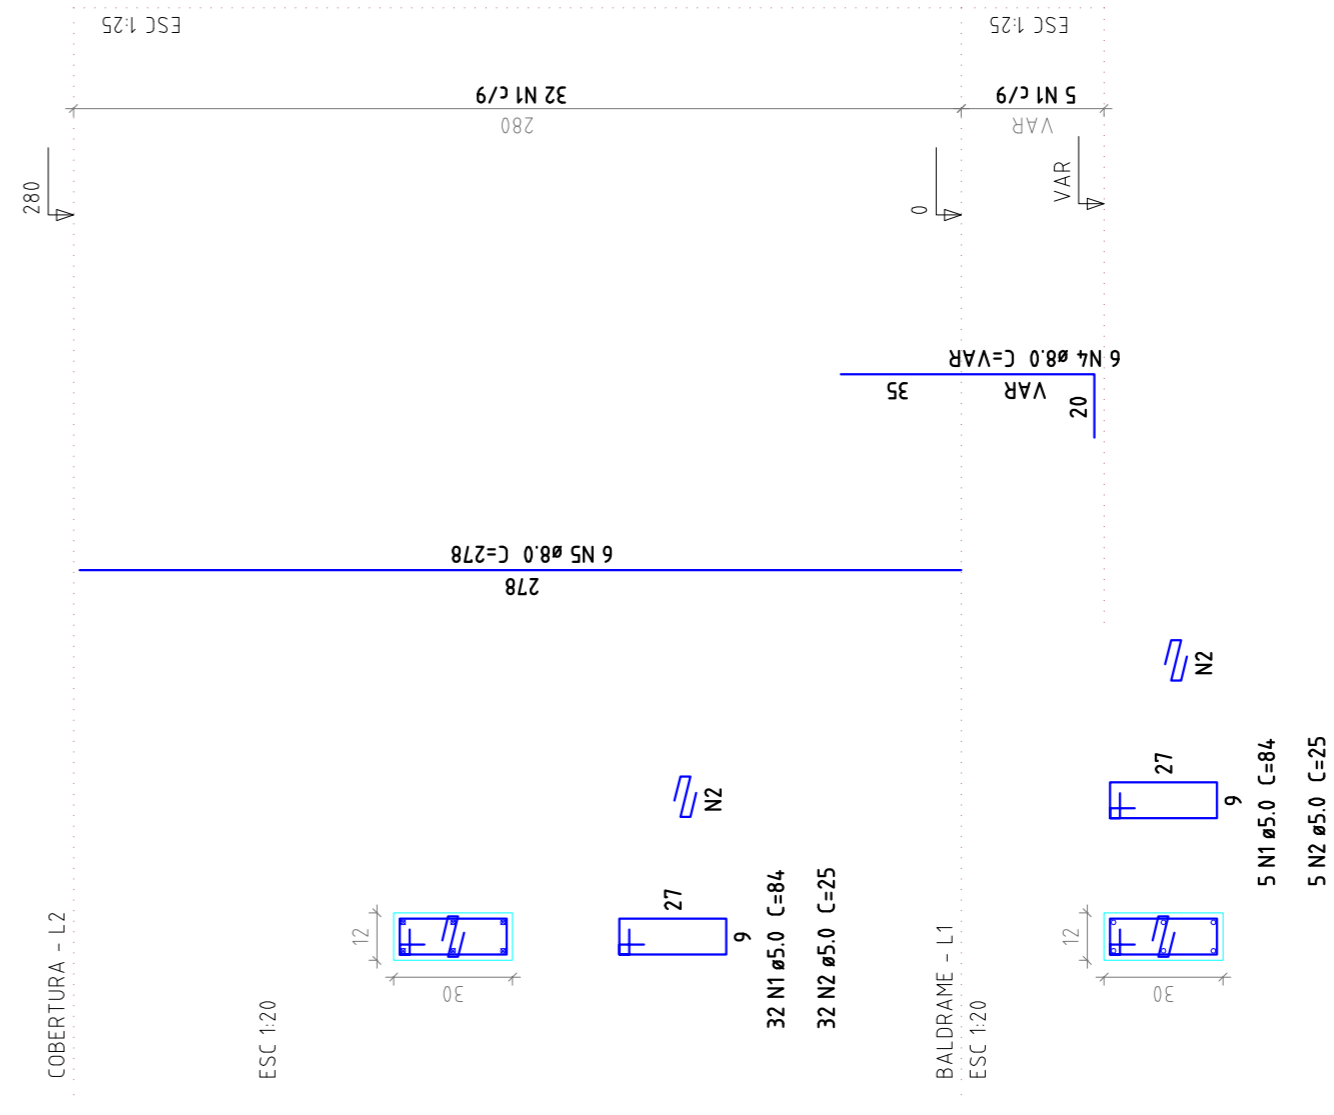 COBERTURA - L2
ESC 1:20
12
30
27
9
32 N1 ø5.0 C=84
32 N2 ø5.0 C=25
N2
6 N5 ø8.0 C=278
278
280
32 N1 c/9
280
ESC 1:25
BALDRAME - L1
ESC 1:20
12
30
27
9
5 N1 ø5.0 C=84
5 N2 ø5.0 C=25
N2
6 N4 ø8.0 C=VAR
35
VAR
20
0
VAR
5 N1 c/9
VAR
ESC 1:25